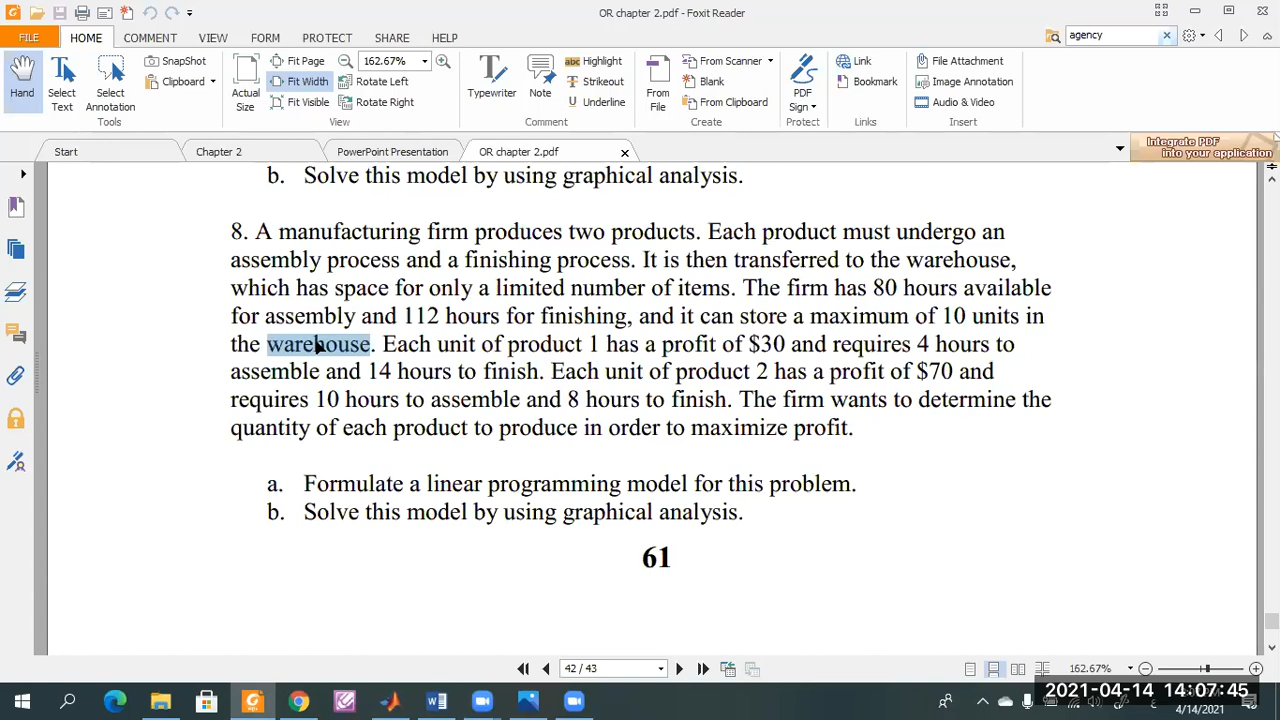 OR chapter 2.pdf - Foxit Reader
FILE HOME COMMENT VIEW FORM PROTECT SHARE HELP agency
Hand
Select Text
Select Annotation
SnapShot
Clipboard
Tools
Actual Size
Fit Page
Fit Width
Fit Visible
162.67%
Rotate Left
Rotate Right
View
Typewriter
Note
Highlight
Strikeout
Underline
Comment
From File
From Scanner
Blank
From Clipboard
Create
PDF Sign
Protect
Link
Bookmark
Links
File Attachment
Image Annotation
Audio & Video
Insert
Start Chapter 2 PowerPoint Presentation OR chapter 2.pdf
Integrate PDF
into your application
b. Solve this model by using graphical analysis.
8. A manufacturing firm produces two products. Each product must undergo an
assembly process and a finishing process. It is then transferred to the warehouse,
which has space for only a limited number of items. The firm has 80 hours available
for assembly and 112 hours for finishing, and it can store a maximum of 10 units in
the warehouse. Each unit of product 1 has a profit of $30 and requires 4 hours to
assemble and 14 hours to finish. Each unit of product 2 has a profit of $70 and
requires 10 hours to assemble and 8 hours to finish. The firm wants to determine the
quantity of each product to produce in order to maximize profit.
a. Formulate a linear programming model for this problem.
b. Solve this model by using graphical analysis.
61
42 / 43
162.67%
2021-04-14 14:07:45
4/14/2021